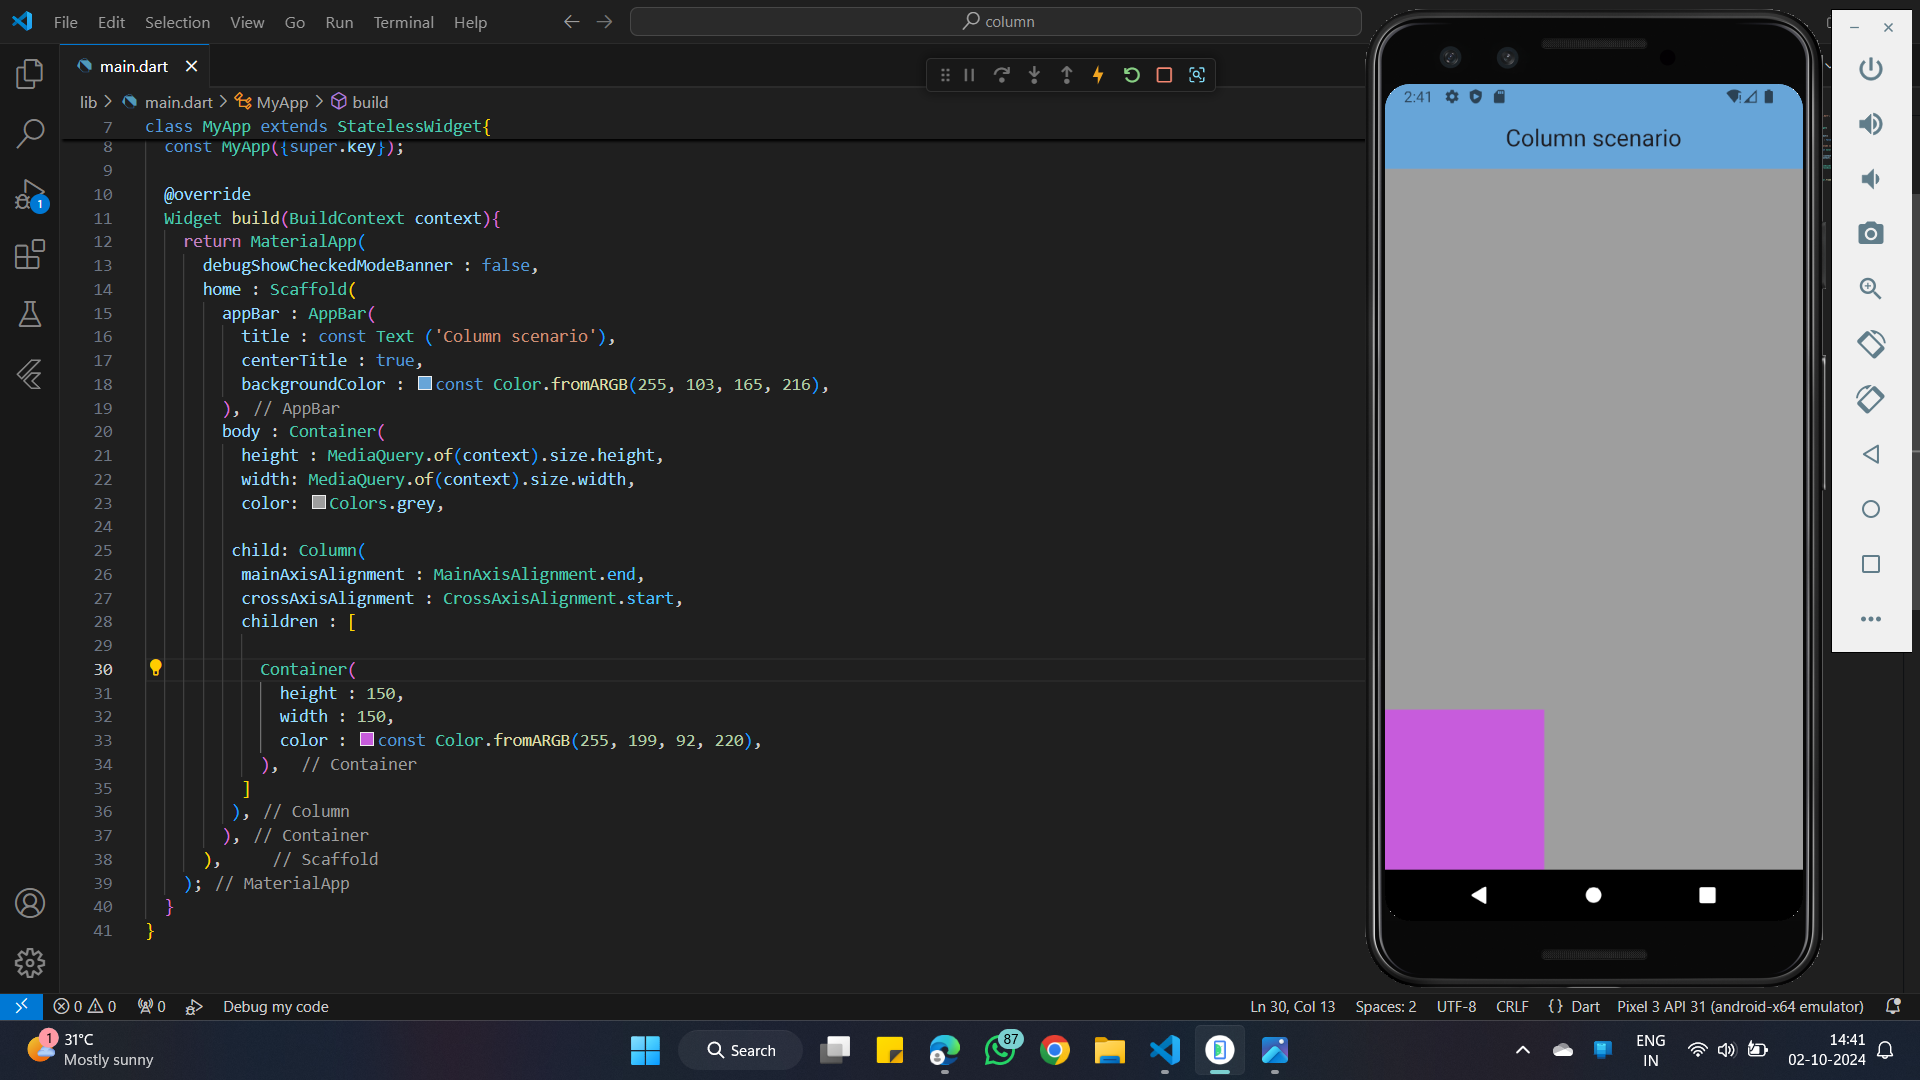 File Edit Selection View Go Run Terminal Help
column
main.dart
lib > main.dart > MyApp > build
7 class MyApp extends StatelessWidget{
8 const MyApp({super.key});
9
10 @override
11 Widget build(BuildContext context){
12 return MaterialApp(
13 debugShowCheckedModeBanner : false,
14 home : Scaffold(
15 appBar : AppBar(
16 title : const Text ('Column scenario'),
17 centerTitle : true,
18 backgroundColor : const Color.fromARGB(255, 103, 165, 216),
19 ), // AppBar
20 body : Container(
21 height : MediaQuery.of(context).size.height,
22 width: MediaQuery.of(context).size.width,
23 color: Colors.grey,
24
25 child: Column(
26 mainAxisAlignment : MainAxisAlignment.end,
27 crossAxisAlignment : CrossAxisAlignment.start,
28 children : [
29
30 Container(
31 height : 150,
32 width : 150,
33 color : const Color.fromARGB(255, 199, 92, 220),
34 ), // Container
35 ]
36 ), // Column
37 ), // Container
38 ), // Scaffold
39 ); // MaterialApp
40 }
41 }
1
2:41
Column scenario
0 0 0 Debug my code Ln 30, Col 13 Spaces: 2 UTF-8 CRLF {} Dart Pixel 3 API 31 (android-x64 emulator)
1 31°C
Mostly sunny
Search
87
ENG
IN
14:41
02-10-2024